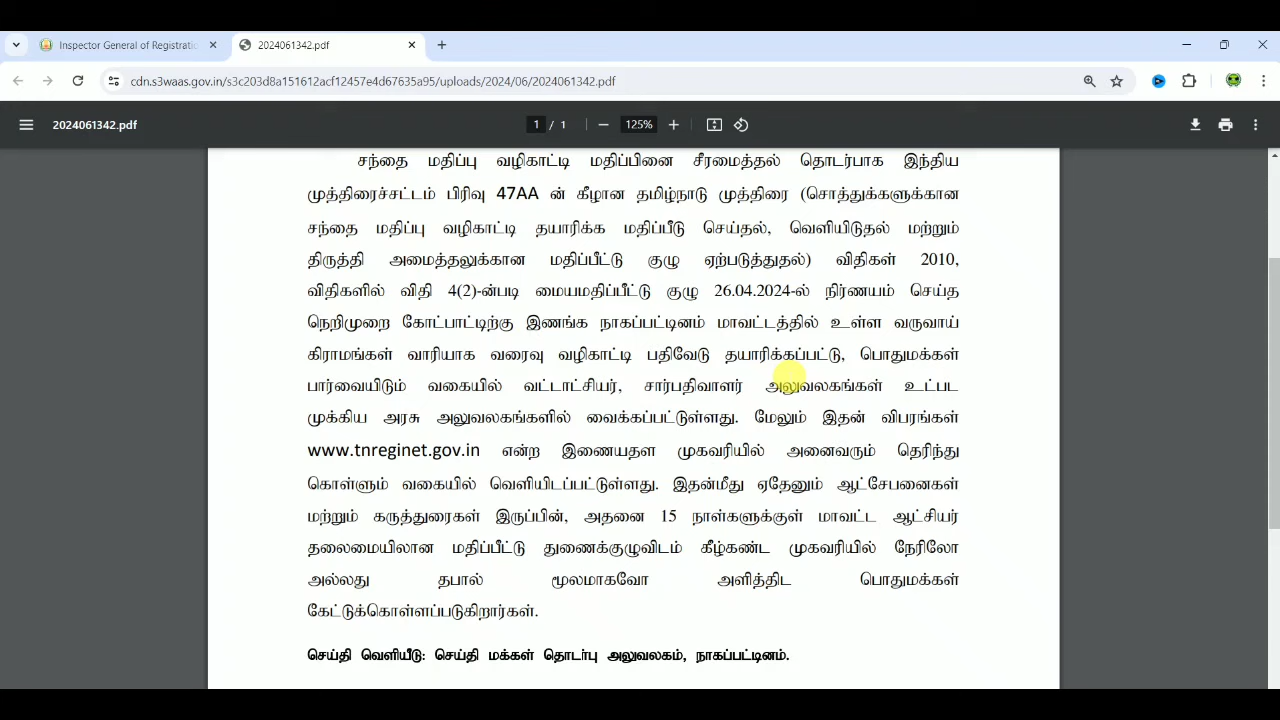 Inspector General of Registrati
2024061342.pdf
cdn.s3waas.gov.in/s3c203d8a151612acf12457e4d67635a95/uploads/2024/06/2024061342.pdf
2024061342.pdf
1 / 1
125%
சந்தை மதிப்பு வழிகாட்டி மதிப்பினை சீரமைத்தல் தொடர்பாக இந்திய
முத்திரைச்சட்டம் பிரிவு 47AA ன் கீழான தமிழ்நாடு முத்திரை (சொத்துக்களுக்கான
சந்தை மதிப்பு வழிகாட்டி தயாரிக்க மதிப்பீடு செய்தல், வெளியிடுதல் மற்றும்
திருத்தி அமைத்தலுக்கான மதிப்பீட்டு குழு ஏற்படுத்துதல்) விதிகள் 2010,
விதிகளில் விதி 4(2)-ன்படி மையமதிப்பீட்டு குழு 26.04.2024-ல் நிர்ணயம் செய்த
நெறிமுறை கோட்பாட்டிற்கு இணங்க நாகப்பட்டினம் மாவட்டத்தில் உள்ள வருவாய்
கிராமங்கள் வாரியாக வரைவு வழிகாட்டி பதிவேடு தயாரிக்கப்பட்டு, பொதுமக்கள்
பார்வையிடும் வகையில் வட்டாட்சியர், சார்பதிவாளர் அலுவலகங்கள் உட்பட
முக்கிய அரசு அலுவலகங்களில் வைக்கப்பட்டுள்ளது. மேலும் இதன் விபரங்கள்
www.tnreginet.gov.in என்ற இணையதள முகவரியில் அனைவரும் தெரிந்து
கொள்ளும் வகையில் வெளியிடப்பட்டுள்ளது. இதன்மீது ஏதேனும் ஆட்சேபனைகள்
மற்றும் கருத்துரைகள் இருப்பின், அதனை 15 நாள்களுக்குள் மாவட்ட ஆட்சியர்
தலைமையிலான மதிப்பீட்டு துணைக்குழுவிடம் கீழ்கண்ட முகவரியில் நேரிலோ
அல்லது தபால் மூலமாகவோ அளித்திட பொதுமக்கள்
கேட்டுக்கொள்ளப்படுகிறார்கள்.
செய்தி வெளியீடு: செய்தி மக்கள் தொடர்பு அலுவலகம், நாகப்பட்டினம்.